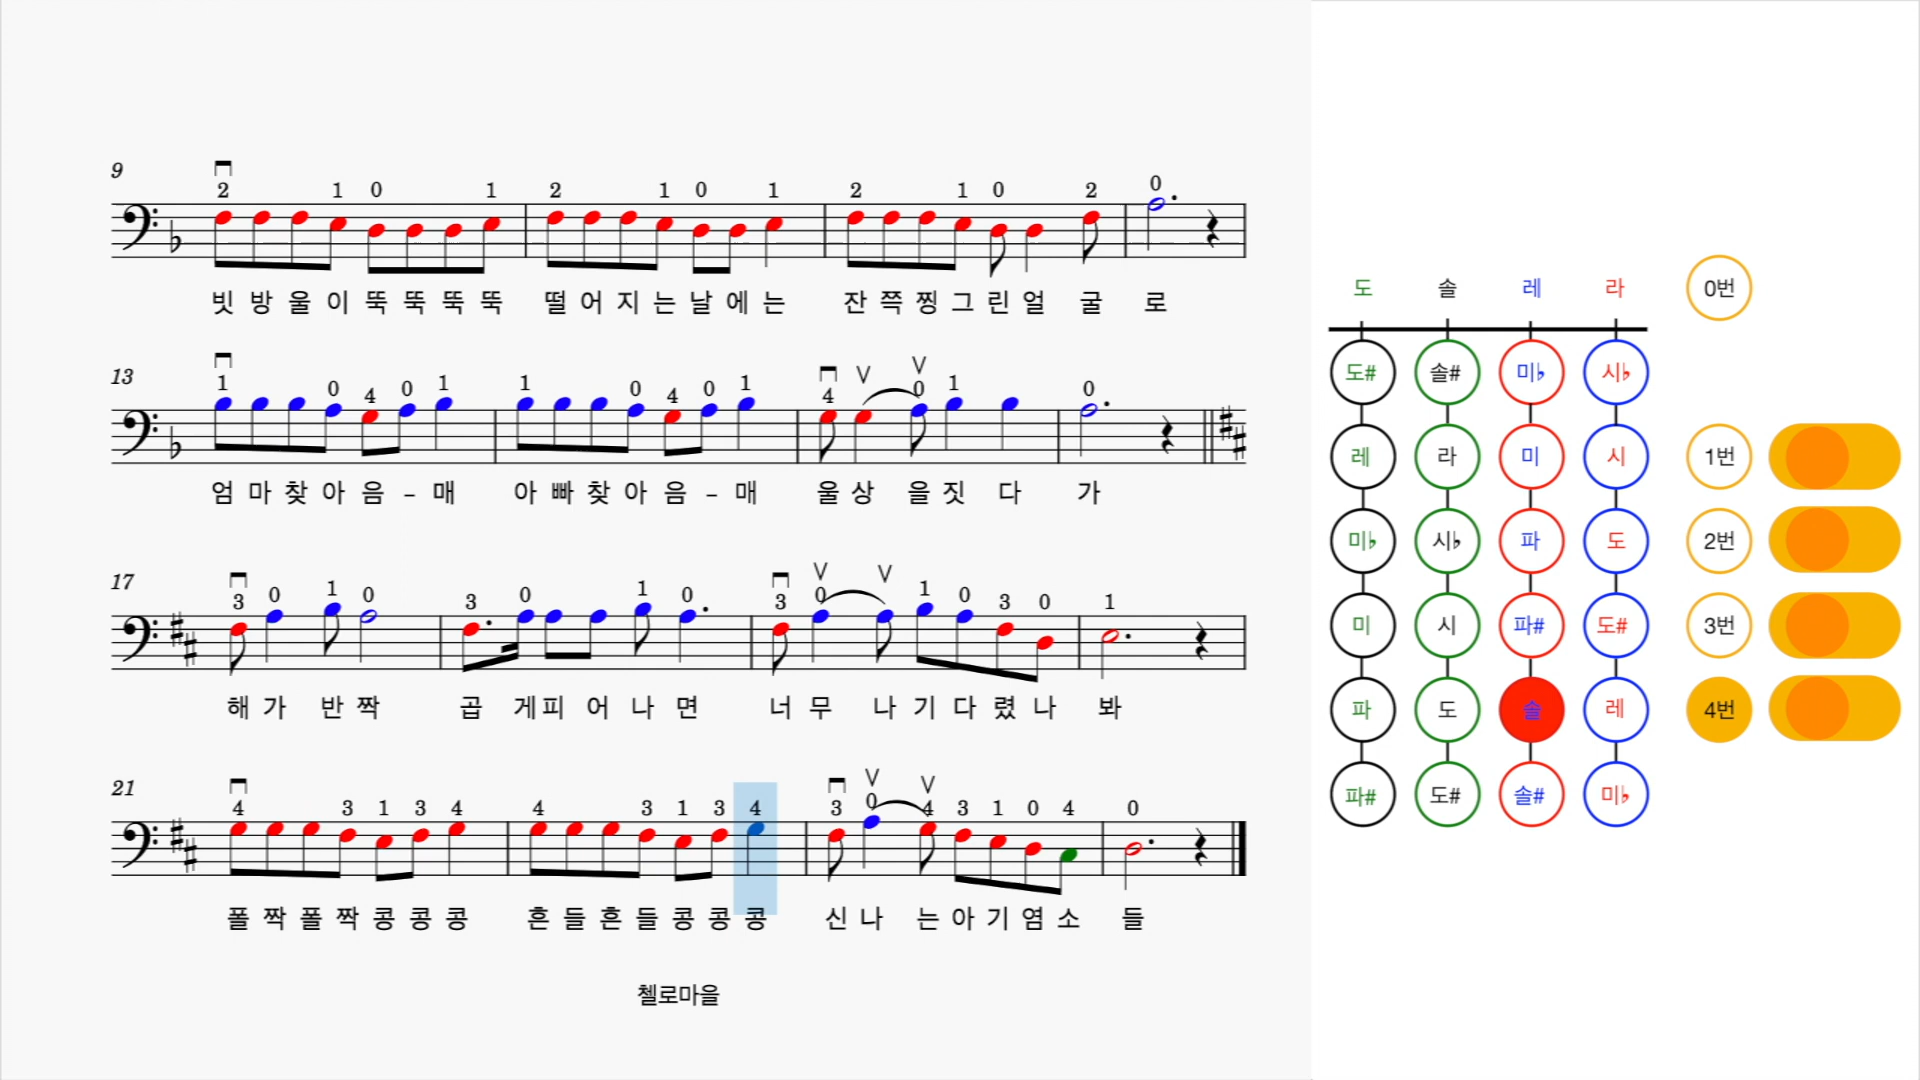 9
2 1 0 1 2 1 0 1 2 1 0 2 0
빗 방 울 이 뚝 뚝 뚝 뚝 떨 어 지 는 날 에 는 잔 쪽 찡 그 린 얼 굴 로
13
1 0 4 0 1 1 0 4 0 1 4 0 1 0
엄 마 찾 아 음 - 매 아 빠 찾 아 음 - 매 울 상 을 짓 다 가
17
3 0 1 0 3 0 1 0 3 0 1 0 3 0 1
해 가 반 짝 곱 게 피 어 나 면 너 무 나 기 다 렸 나 봐
21
4 3 1 3 4 4 3 1 3 4 3 0 4 3 1 0 4 0
폴 짝 폴 짝 콩 콩 콩 흔 들 흔 들 콩 콩 콩 신 나 는 아 기 염 소 들
첼로마을
도 솔 레 라 0번
도# 솔# 미♭ 시♭
레 라 미 시 1번
미♭ 시♭ 파 도 2번
미 시 파# 도# 3번
파 도 솔 레 4번
파# 도# 솔# 미♭